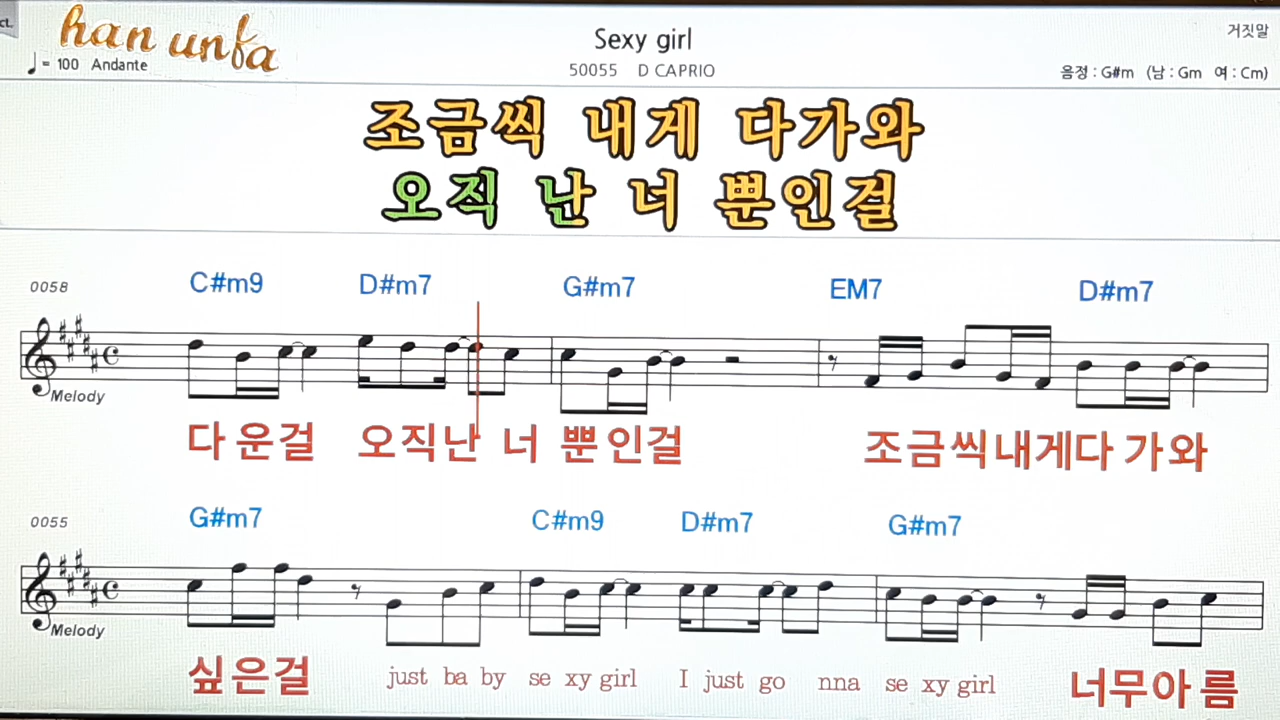 ct.
han unfa
Sexy girl
거짓말
♩ = 100 Andante
50055 D CAPRIO
음정 : G#m (남 : Gm 여 : Cm)
조금씩 내게 다가와
오직 난 너 뿐인걸
0058
C#m9 D#m7 G#m7 EM7 D#m7
Melody
다운걸 오직난 너 뿐인걸 조금씩내게다가와
0055
G#m7 C#m9 D#m7 G#m7
Melody
싶은걸 just ba by se xy girl I just go nna se xy girl 너무아름